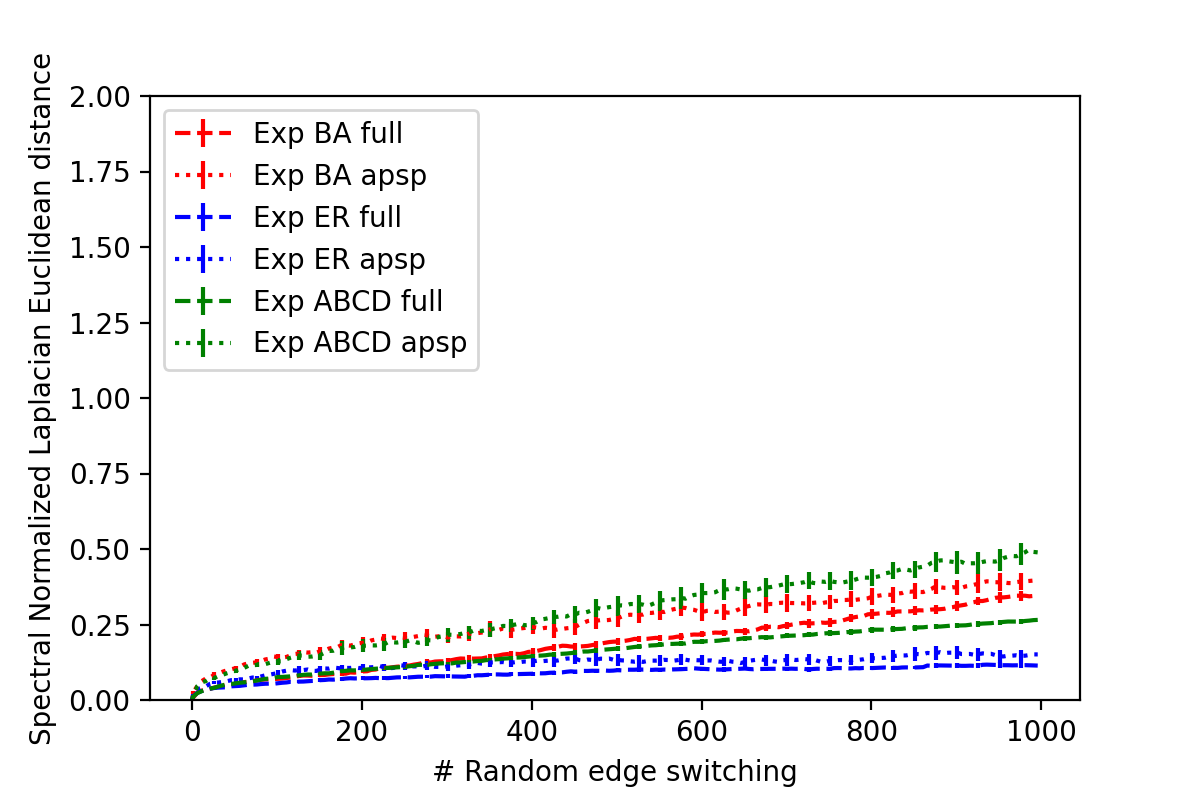 Spectral Normalized Laplacian Euclidean distance
2.00
1.75
1.50
1.25
1.00
0.75
0.50
0.25
0.00
Exp BA full
Exp BA apsp
Exp ER full
Exp ER apsp
Exp ABCD full
Exp ABCD apsp
0 200 400 600 800 1000
# Random edge switching